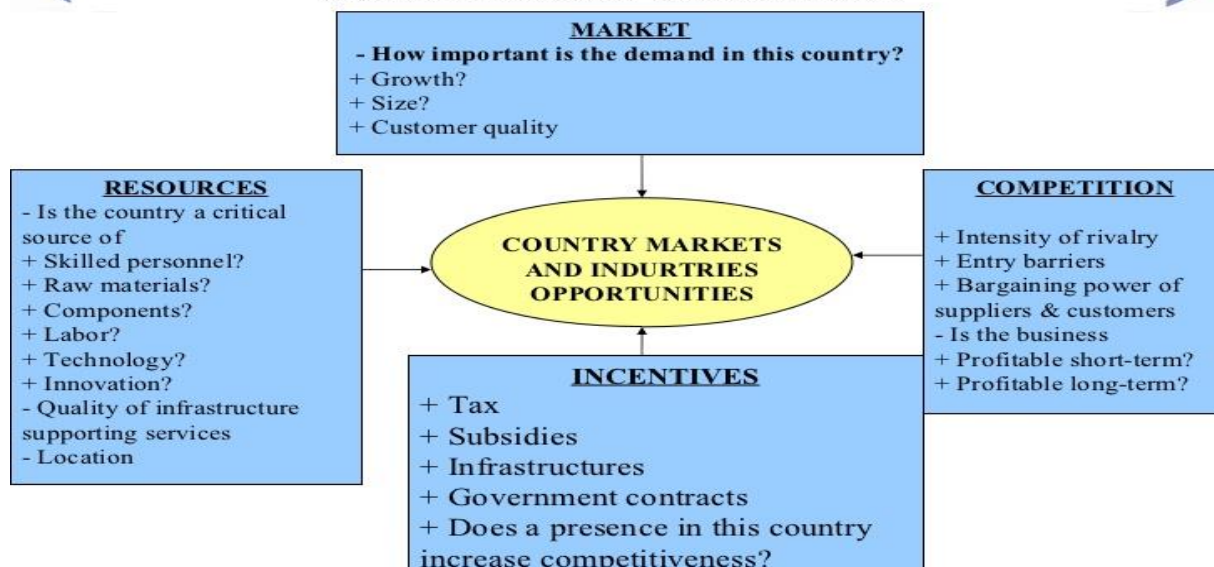 MARKET
- How important is the demand in this country?
+ Growth?
+ Size?
+ Customer quality
RESOURCES
- Is the country a critical
source of
+ Skilled personnel?
+ Raw materials?
+ Components?
+ Labor?
+ Technology?
+ Innovation?
- Quality of infrastructure
supporting services
- Location
COUNTRY MARKETS
AND INDURTRIES
OPPORTUNITIES
COMPETITION
+ Intensity of rivalry
+ Entry barriers
+ Bargaining power of
suppliers & customers
- Is the business
+ Profitable short-term?
+ Profitable long-term?
INCENTIVES
+ Tax
+ Subsidies
+ Infrastructures
+ Government contracts
+ Does a presence in this country
increase competitiveness?